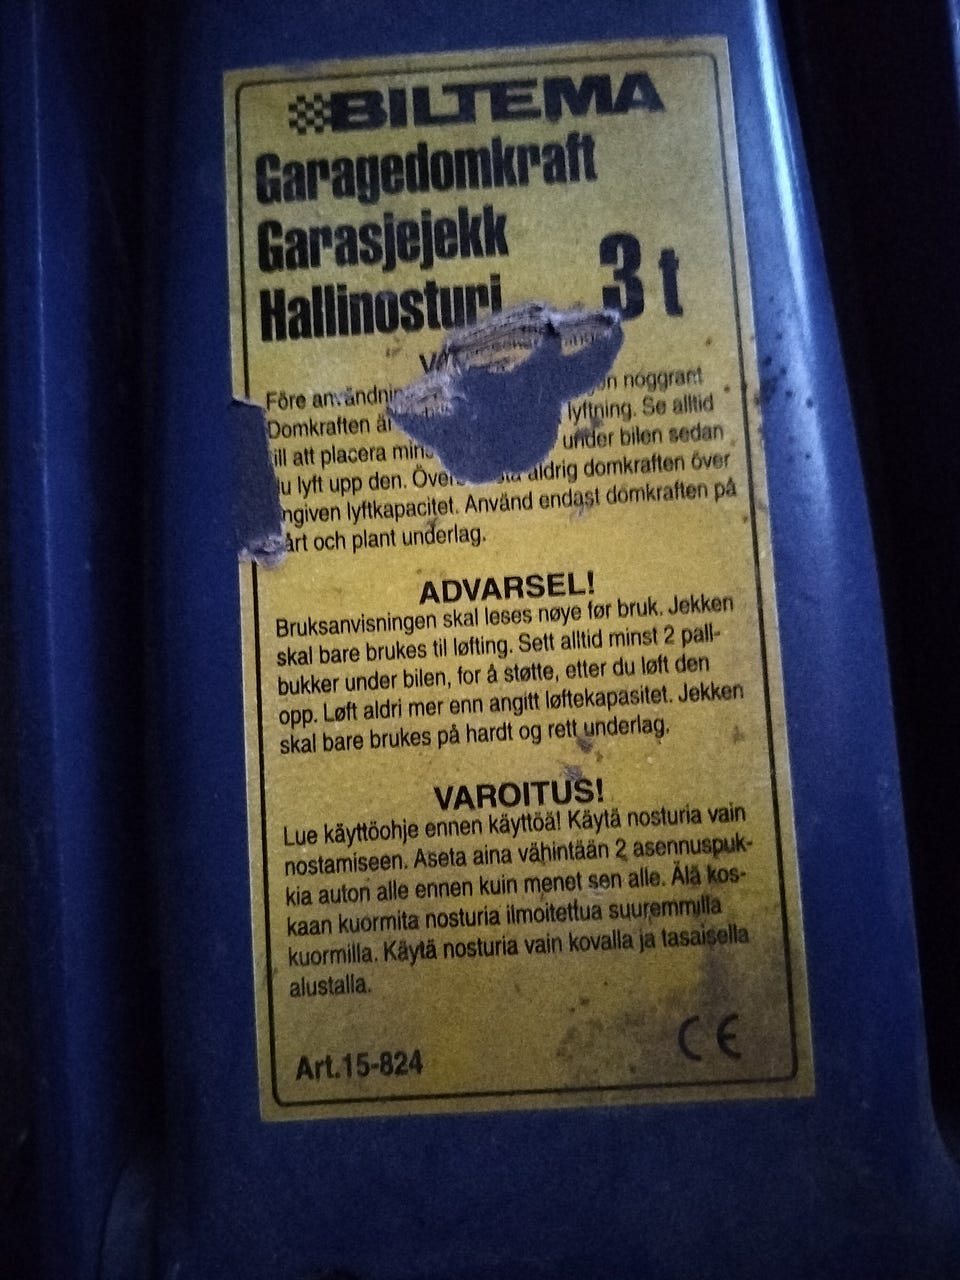 BILTEMA
Garagedomkraft
Garasjejekk
Hallinosturi
3 t
Före användnin noggrant
Domkraften är lyftning. Se alltid
ill att placera min under bilen sedan
u lyft upp den. Över aldrig domkraften över
ngiven lyftkapacitet. Använd endast domkraften på
årt och plant underlag.
ADVARSEL!
Bruksanvisningen skal leses nøye før bruk. Jekken
skal bare brukes til løfting. Sett alltid minst 2 pall-
bukker under bilen, for å støtte, etter du løft den
opp. Løft aldri mer enn angitt løftekapasitet. Jekken
skal bare brukes på hardt og rett underlag.
VAROITUS!
Lue käyttöohje ennen käyttöä! Käytä nosturia vain
nostamiseen. Aseta aina vähintään 2 asennuspuk-
kia auton alle ennen kuin menet sen alle. Älä kos-
kaan kuormita nosturia ilmoitettua suuremmilla
kuormilla. Käytä nosturia vain kovalla ja tasaisella
alustalla.
Art.15-824
CE